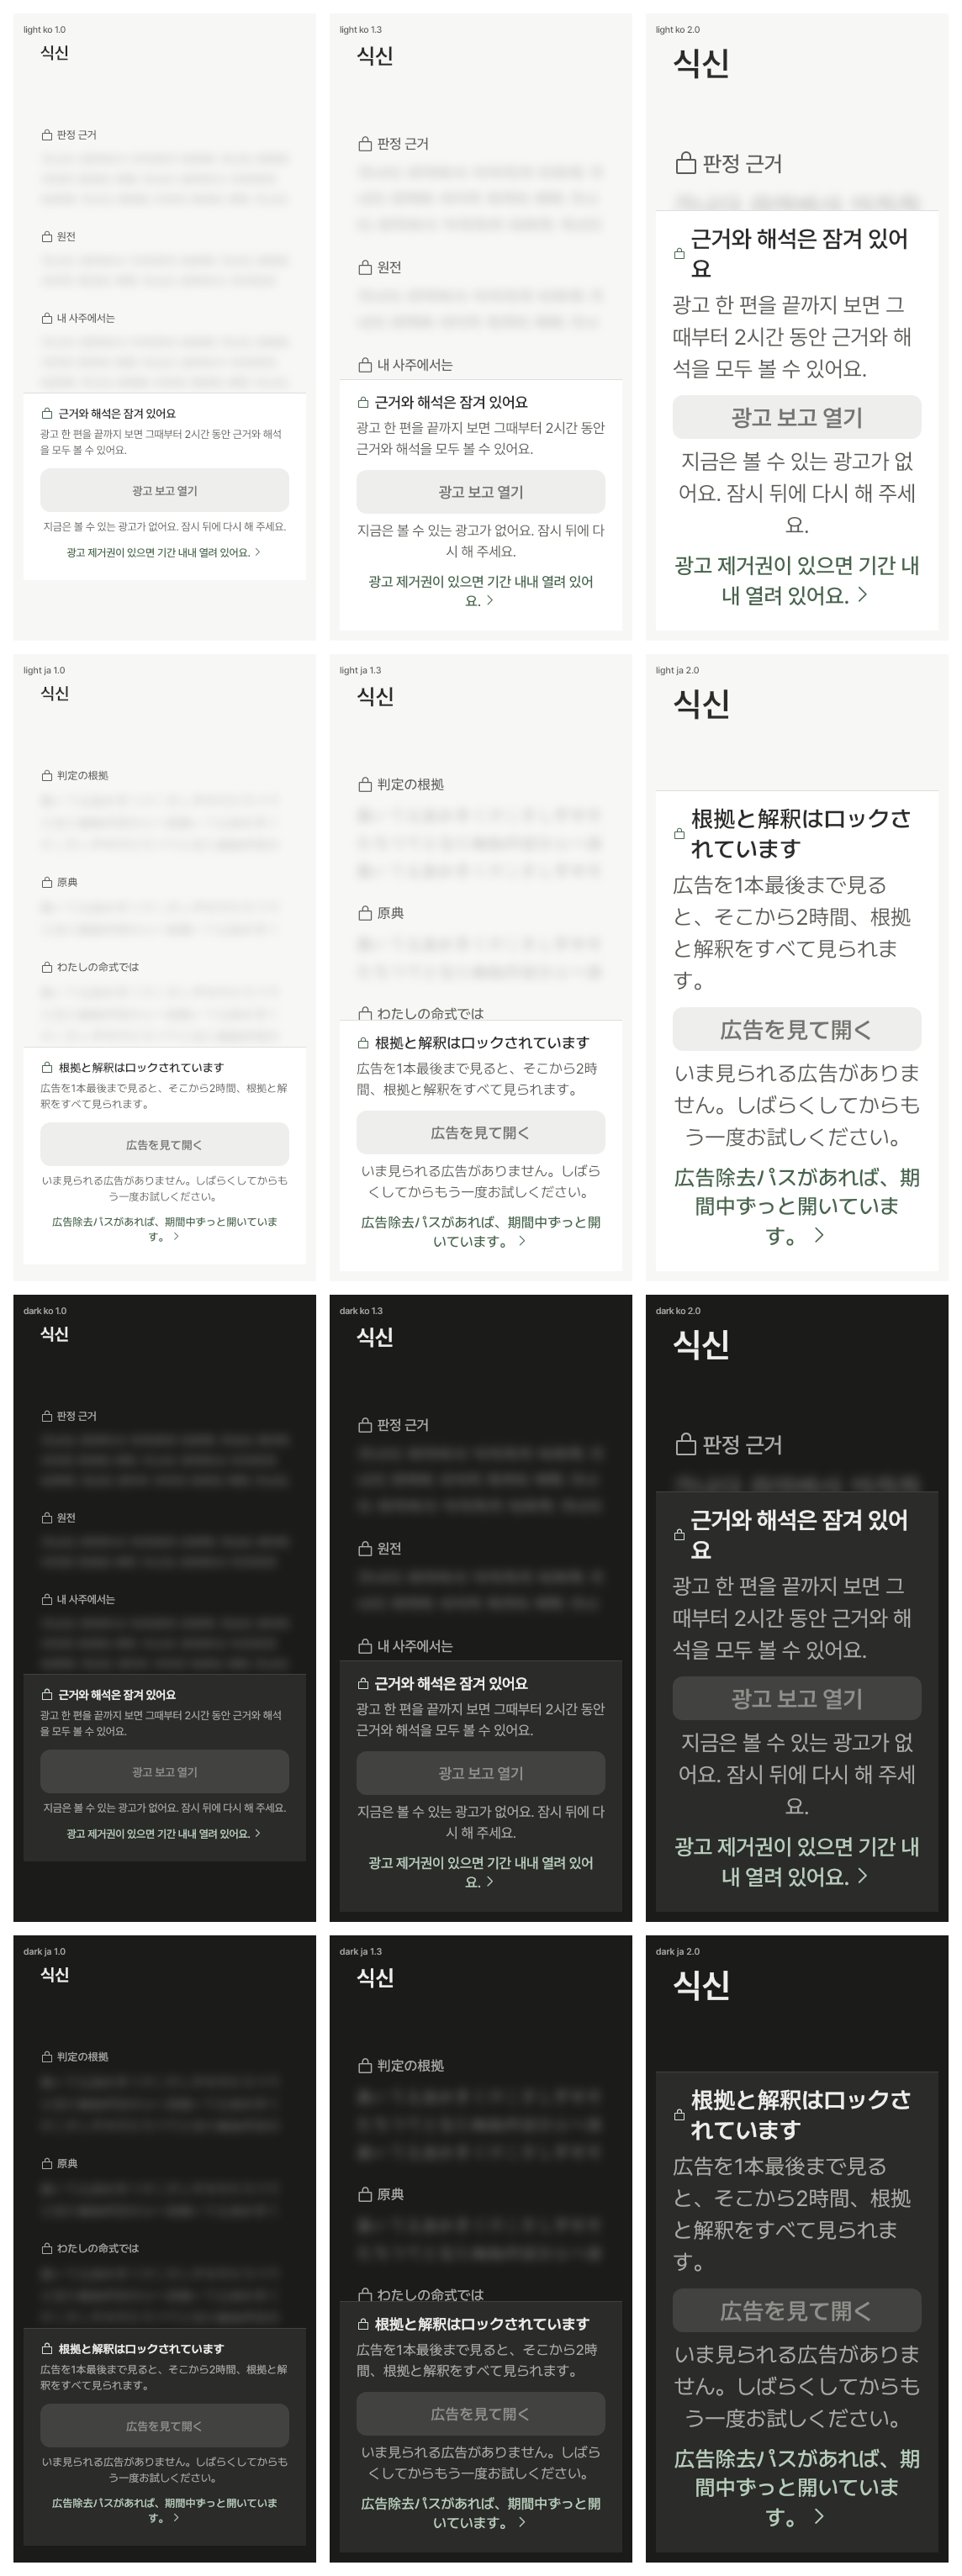 light ko 1.0
식신
판정 근거
원전
내 사주에서는
근거와 해석은 잠겨 있어요
광고 한 편을 끝까지 보면 그때부터 2시간 동안 근거와 해석
을 모두 볼 수 있어요.
광고 보고 열기
지금은 볼 수 있는 광고가 없어요. 잠시 뒤에 다시 해 주세요.
광고 제거권이 있으면 기간 내내 열려 있어요.
light ko 1.3
식신
판정 근거
원전
내 사주에서는
근거와 해석은 잠겨 있어요
광고 한 편을 끝까지 보면 그때부터 2시간 동안
근거와 해석을 모두 볼 수 있어요.
광고 보고 열기
지금은 볼 수 있는 광고가 없어요. 잠시 뒤에 다
시 해 주세요.
광고 제거권이 있으면 기간 내내 열려 있어
요.
light ko 2.0
식신
판정 근거
근거와 해석은 잠겨 있어
요
광고 한 편을 끝까지 보면 그
때부터 2시간 동안 근거와 해
석을 모두 볼 수 있어요.
광고 보고 열기
지금은 볼 수 있는 광고가 없
어요. 잠시 뒤에 다시 해 주세
요.
광고 제거권이 있으면 기간 내
내 열려 있어요.
light ja 1.0
식신
判定の根拠
原典
わたしの命式では
根拠と解釈はロックされています
広告を1本最後まで見ると、そこから2時間、根拠と解
釈をすべて見られます。
広告を見て開く
いま見られる広告がありません。しばらくしてからも
う一度お試しください。
広告除去パスがあれば、期間中ずっと開いていま
す。
light ja 1.3
식신
判定の根拠
原典
わたしの命式では
根拠と解釈はロックされています
広告を1本最後まで見ると、そこから2時
間、根拠と解釈をすべて見られます。
広告を見て開く
いま見られる広告がありません。しばら
くしてからもう一度お試しください。
広告除去パスがあれば、期間中ずっと開
いています。
light ja 2.0
식신
根拠と解釈はロックさ
れています
広告を1本最後まで見る
と、そこから2時間、根拠
と解釈をすべて見られま
す。
広告を見て開く
いま見られる広告がありま
せん。しばらくしてからも
う一度お試しください。
広告除去パスがあれば、期
間中ずっと開いていま
す。
dark ko 1.0
식신
판정 근거
원전
내 사주에서는
근거와 해석은 잠겨 있어요
광고 한 편을 끝까지 보면 그때부터 2시간 동안 근거와 해석
을 모두 볼 수 있어요.
광고 보고 열기
지금은 볼 수 있는 광고가 없어요. 잠시 뒤에 다시 해 주세요.
광고 제거권이 있으면 기간 내내 열려 있어요.
dark ko 1.3
식신
판정 근거
원전
내 사주에서는
근거와 해석은 잠겨 있어요
광고 한 편을 끝까지 보면 그때부터 2시간 동안
근거와 해석을 모두 볼 수 있어요.
광고 보고 열기
지금은 볼 수 있는 광고가 없어요. 잠시 뒤에 다
시 해 주세요.
광고 제거권이 있으면 기간 내내 열려 있어
요.
dark ko 2.0
식신
판정 근거
근거와 해석은 잠겨 있어
요
광고 한 편을 끝까지 보면 그
때부터 2시간 동안 근거와 해
석을 모두 볼 수 있어요.
광고 보고 열기
지금은 볼 수 있는 광고가 없
어요. 잠시 뒤에 다시 해 주세
요.
광고 제거권이 있으면 기간 내
내 열려 있어요.
dark ja 1.0
식신
判定の根拠
原典
わたしの命式では
根拠と解釈はロックされています
広告を1本最後まで見ると、そこから2時間、根拠と解
釈をすべて見られます。
広告を見て開く
いま見られる広告がありません。しばらくしてからも
う一度お試しください。
広告除去パスがあれば、期間中ずっと開いていま
す。
dark ja 1.3
식신
判定の根拠
原典
わたしの命式では
根拠と解釈はロックされています
広告を1本最後まで見ると、そこから2時
間、根拠と解釈をすべて見られます。
広告を見て開く
いま見られる広告がありません。しばら
くしてからもう一度お試しください。
広告除去パスがあれば、期間中ずっと開
いています。
dark ja 2.0
식신
根拠と解釈はロックさ
れています
広告を1本最後まで見る
と、そこから2時間、根拠
と解釈をすべて見られま
す。
広告を見て開く
いま見られる広告がありま
せん。しばらくしてからも
う一度お試しください。
広告除去パスがあれば、期
間中ずっと開いていま
す。